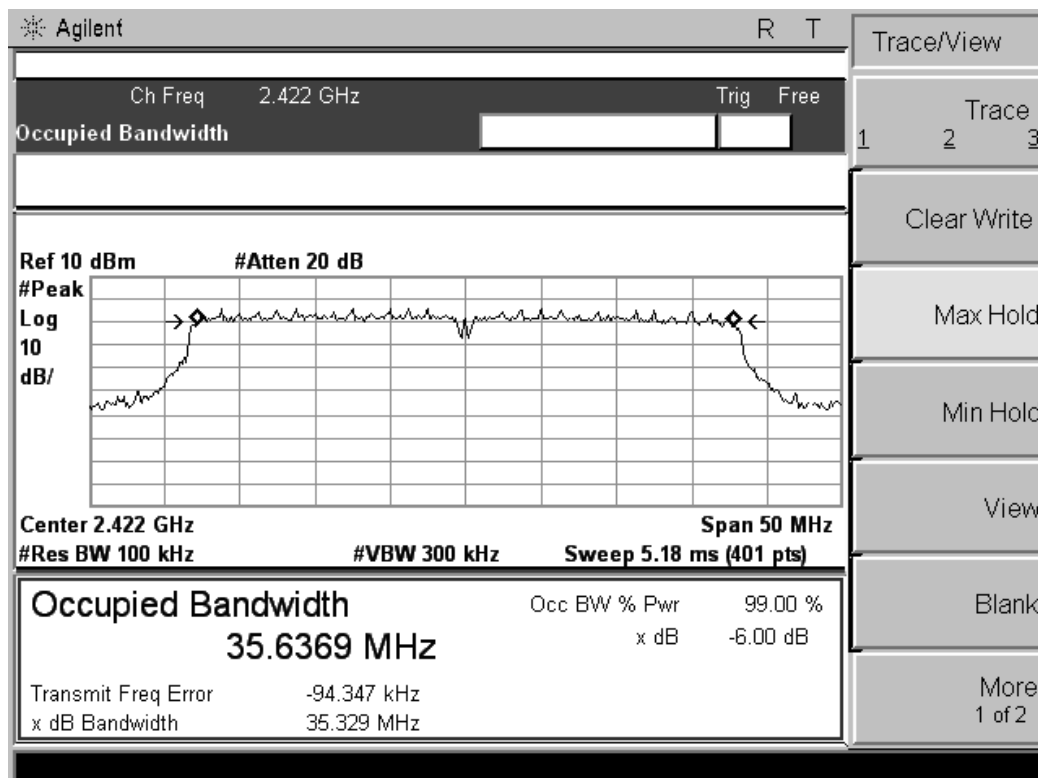 Agilent R T
Trace/View
Ch Freq 2.422 GHz Trig Free
Occupied Bandwidth
Trace
1 2 3
Clear Write
Ref 10 dBm #Atten 20 dB
#Peak
Log
10
dB/
Max Hold
Min Hold
View
Center 2.422 GHz Span 50 MHz
#Res BW 100 kHz #VBW 300 kHz Sweep 5.18 ms (401 pts)
Occupied Bandwidth
35.6369 MHz
Occ BW % Pwr 99.00 %
x dB -6.00 dB
Transmit Freq Error -94.347 kHz
x dB Bandwidth 35.329 MHz
Blank
More
1 of 2